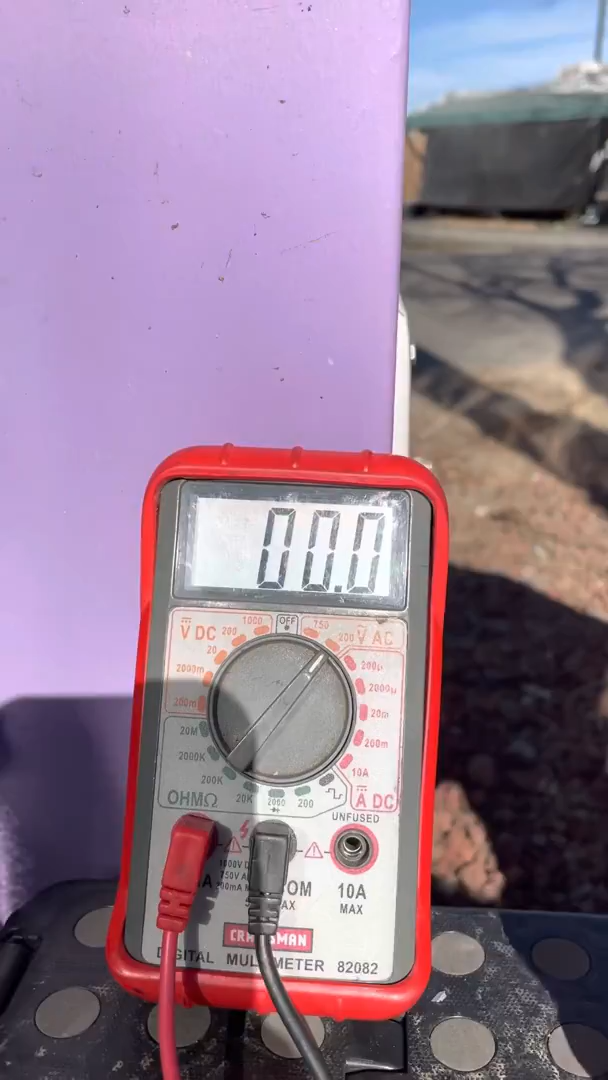 00.0
OFF
V DC
1000
200
20
2000m
200m
750
200
V AC
200µ
2000µ
20m
200m
10A
A DC
20M
2000K
200K
20K
2000
200
OHMΩ
UNFUSED
10A
MAX
DIGITAL MULTIMETER 82082